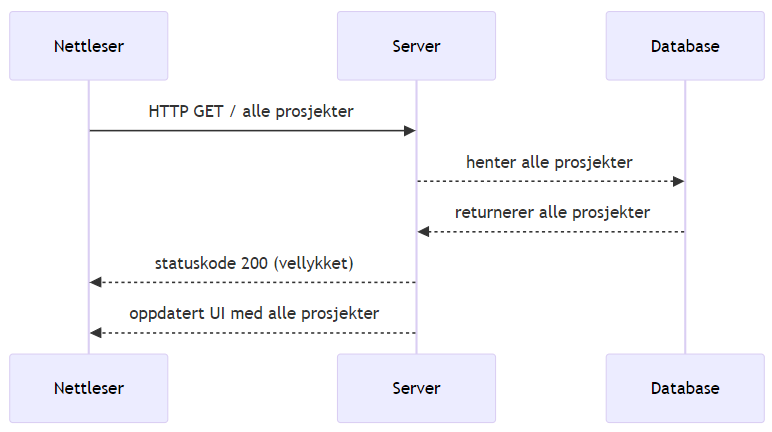 Nettleser
Server
Database
HTTP GET / alle prosjekter
henter alle prosjekter
returnerer alle prosjekter
statuskode 200 (vellykket)
oppdatert UI med alle prosjekter
Nettleser
Server
Database